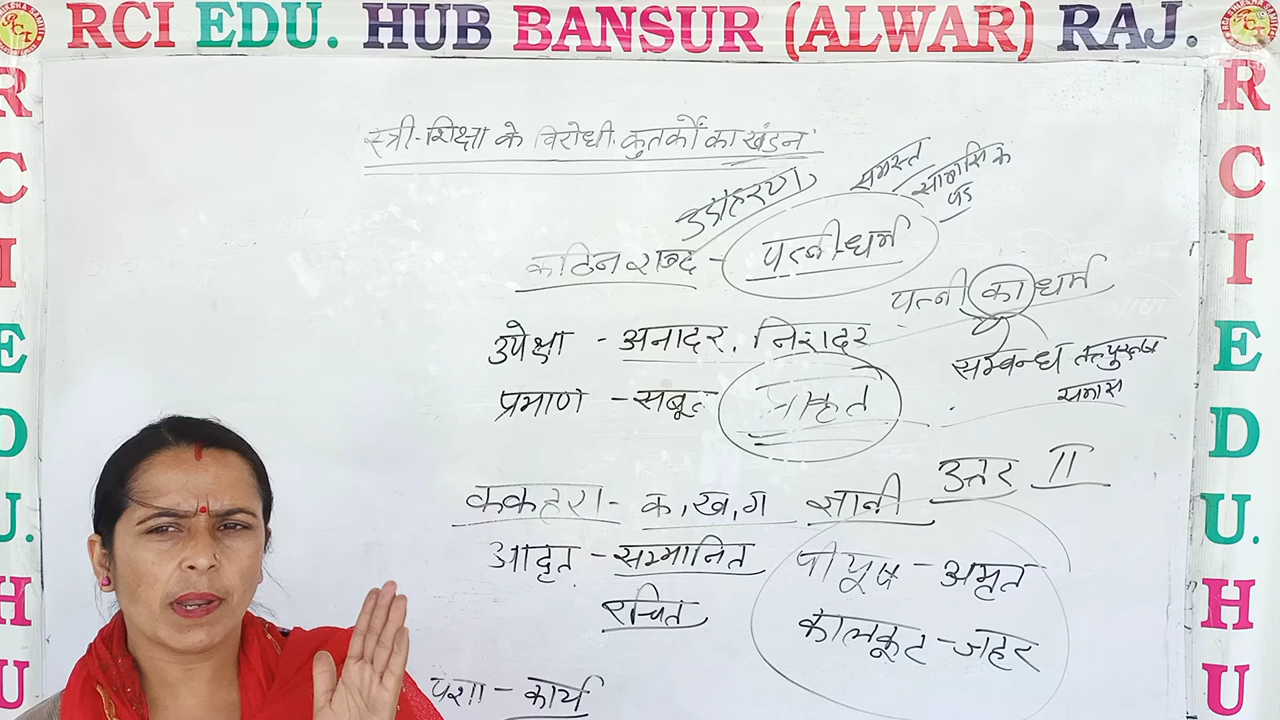 RCI EDU. HUB BANSUR (ALWAR) RAJ.
स्त्री-शिक्षा के विरोधी कुतर्कों का खंडन
उदाहरण
समस्त
सामासिक
पद
कठिन शब्द - पत्नी-धर्म
पत्नी का धर्म
उपेक्षा - अनादर, निरादर
सम्बन्ध तत्पुरुष
समास
प्रमाण - सबूत
प्राकृत
उत्तर II
ककहरा - क, ख, ग ज्ञानी
आदृत - सम्मानित
पीयूष - अमृत
रचित
कालकूट - जहर
पेशा - कार्य
R
C
I
E
D
U.
H
U
R
C
I
E
D
U.
H
U